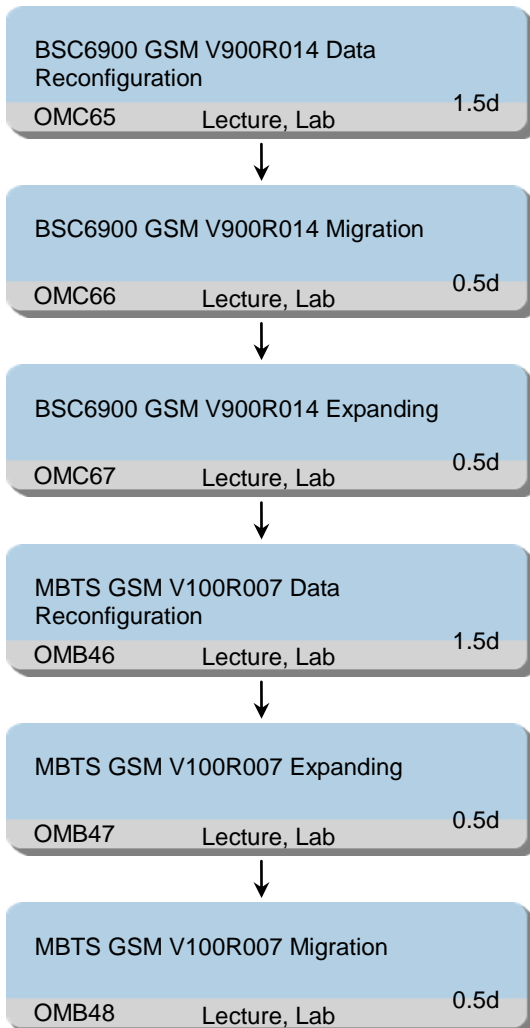 BSC6900 GSM V900R014 Data
Reconfiguration
1.5d
OMC65 Lecture, Lab
BSC6900 GSM V900R014 Migration
0.5d
OMC66 Lecture, Lab
BSC6900 GSM V900R014 Expanding
0.5d
OMC67 Lecture, Lab
MBTS GSM V100R007 Data
Reconfiguration
1.5d
OMB46 Lecture, Lab
MBTS GSM V100R007 Expanding
0.5d
OMB47 Lecture, Lab
MBTS GSM V100R007 Migration
0.5d
OMB48 Lecture, Lab